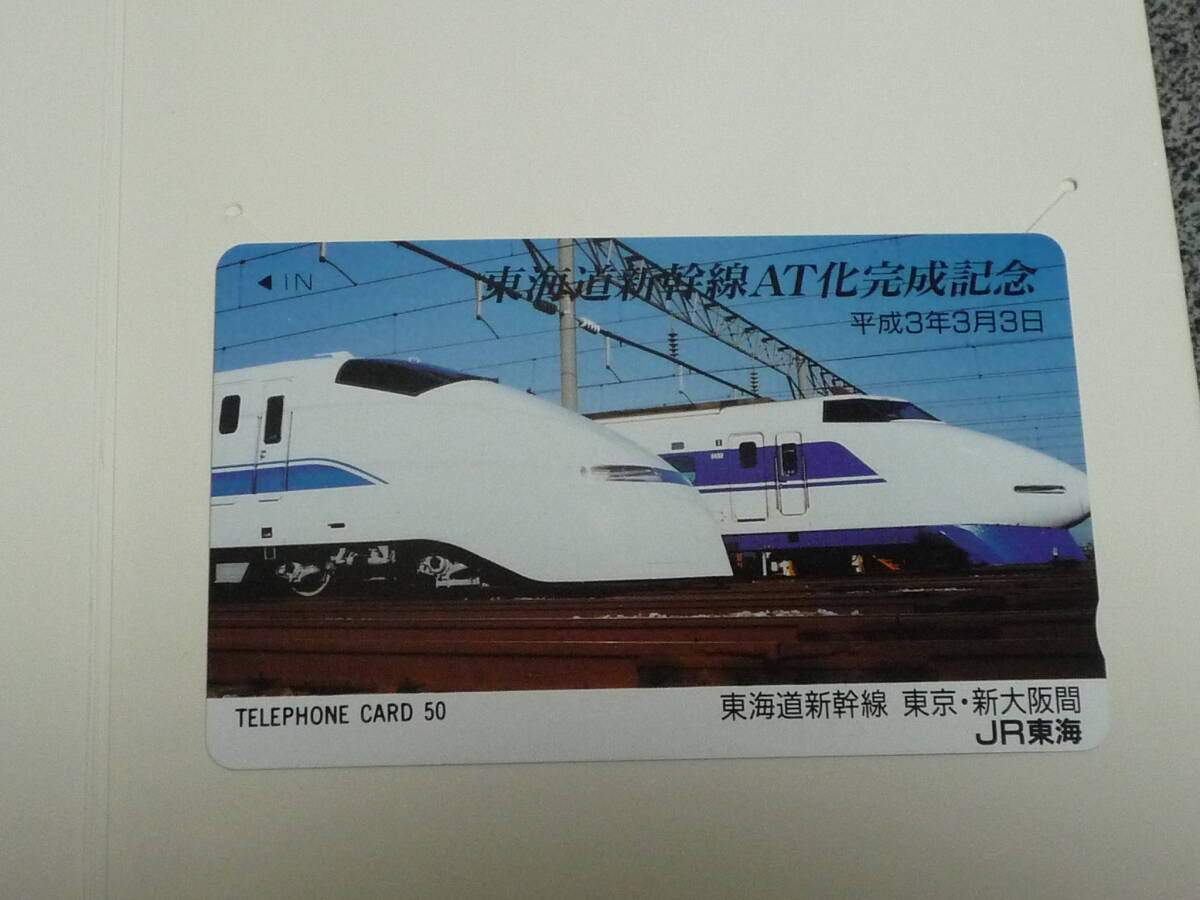 ◀IN
東海道新幹線AT化完成記念
平成3年3月3日
TELEPHONE CARD 50
東海道新幹線 東京・新大阪間
JR東海